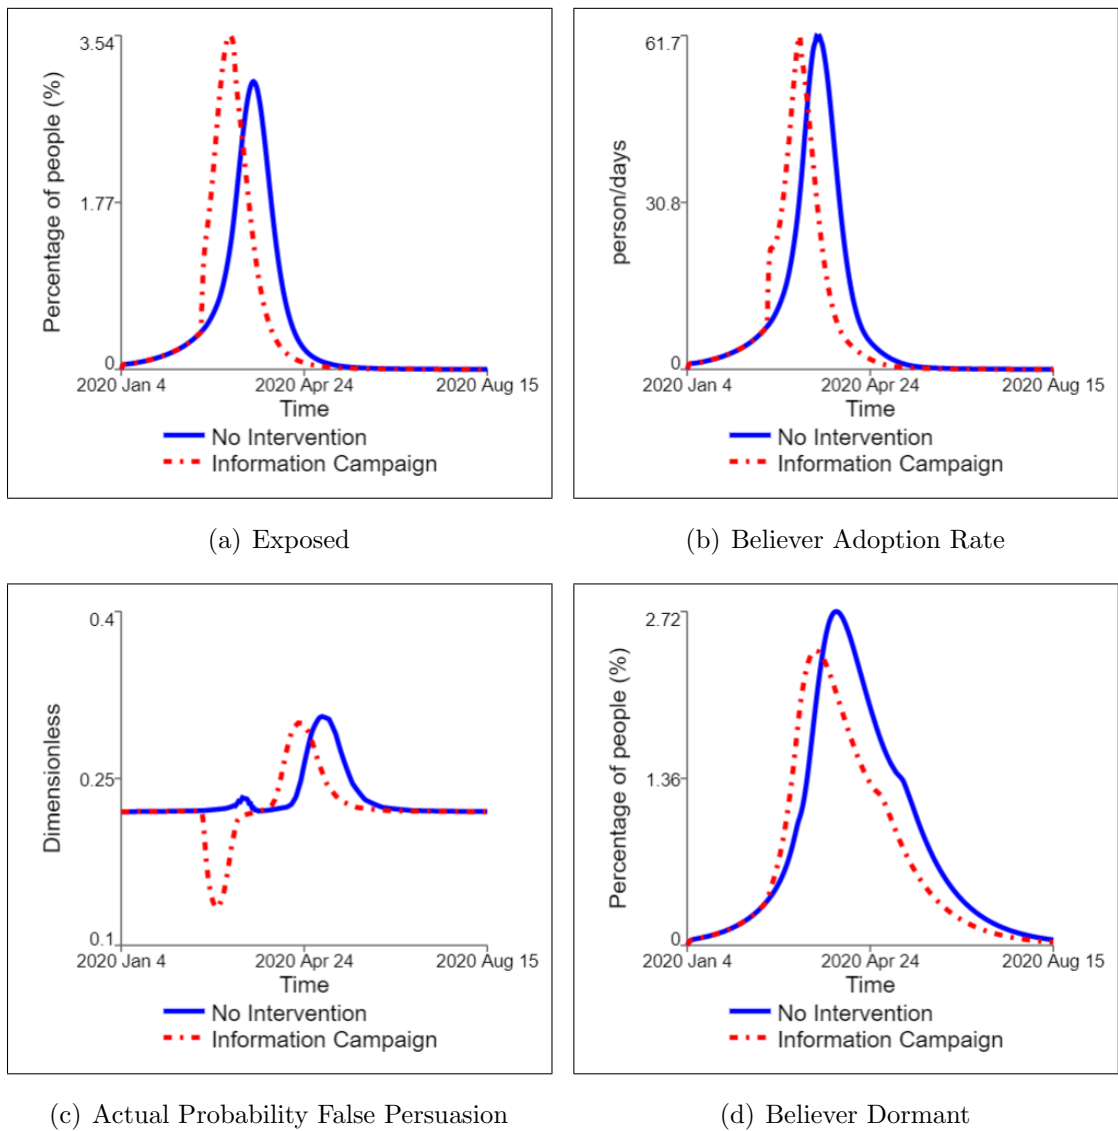 3.54
Percentage of people (%)
1.77
0
2020 Jan 4 2020 Apr 24 2020 Aug 15
Time
No Intervention
Information Campaign
(a) Exposed
61.7
person/days
30.8
0
2020 Jan 4 2020 Apr 24 2020 Aug 15
Time
No Intervention
Information Campaign
(b) Believer Adoption Rate
0.4
Dimensionless
0.25
0.1
2020 Jan 4 2020 Apr 24 2020 Aug 15
Time
No Intervention
Information Campaign
(c) Actual Probability False Persuasion
2.72
Percentage of people (%)
1.36
0
2020 Jan 4 2020 Apr 24 2020 Aug 15
Time
No Intervention
Information Campaign
(d) Believer Dormant